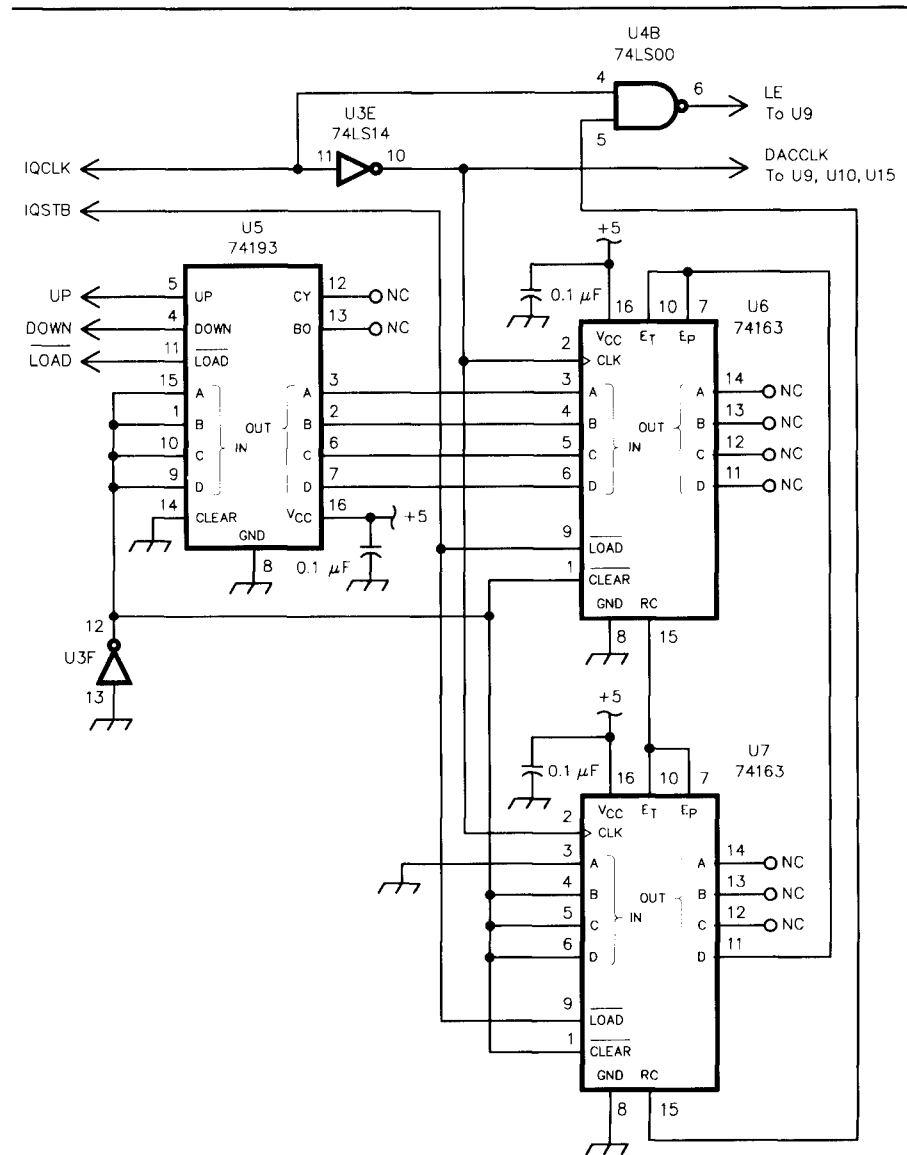 U4B
74LS00
4
6
5
LE
To U9
U3E
74LS14
11
10
IQCLK
DACCLK
To U9, U10, U15
IQSTB
U5
74193
UP
5
UP
CY
12
NC
DOWN
4
DOWN
BO
13
NC
LOAD
11
LOAD
15
A
A
3
1
B
B
2
10
C
C
6
9
D
D
7
IN
OUT
14
CLEAR
VCC
16
+5
GND
8
0.1 μF
12
U3F
13
+5
0.1 μF
16
10
7
U6
74163
VCC
ET
EP
2
CLK
3
A
A
14
NC
4
B
B
13
NC
5
C
C
12
NC
6
D
D
11
NC
IN
OUT
9
LOAD
1
CLEAR
GND
RC
8
15
+5
0.1 μF
16
10
7
U7
74163
VCC
ET
EP
2
CLK
3
A
A
14
NC
4
B
B
13
NC
5
C
C
12
NC
6
D
D
11
IN
OUT
9
LOAD
1
CLEAR
GND
RC
8
15